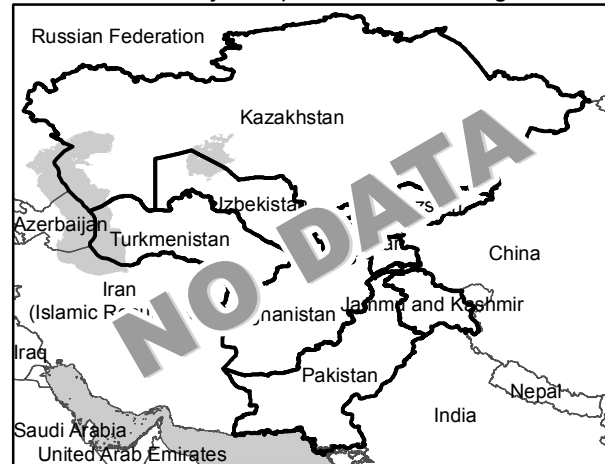 Russian Federation
Kazakhstan
Azerbaijan
Turkmenistan
China
Iran
(Islamic
NO DATA
Jammu and Kashmir
Iraq
Pakistan
Nepal
Saudi Arabia
India
United Arab Emirates